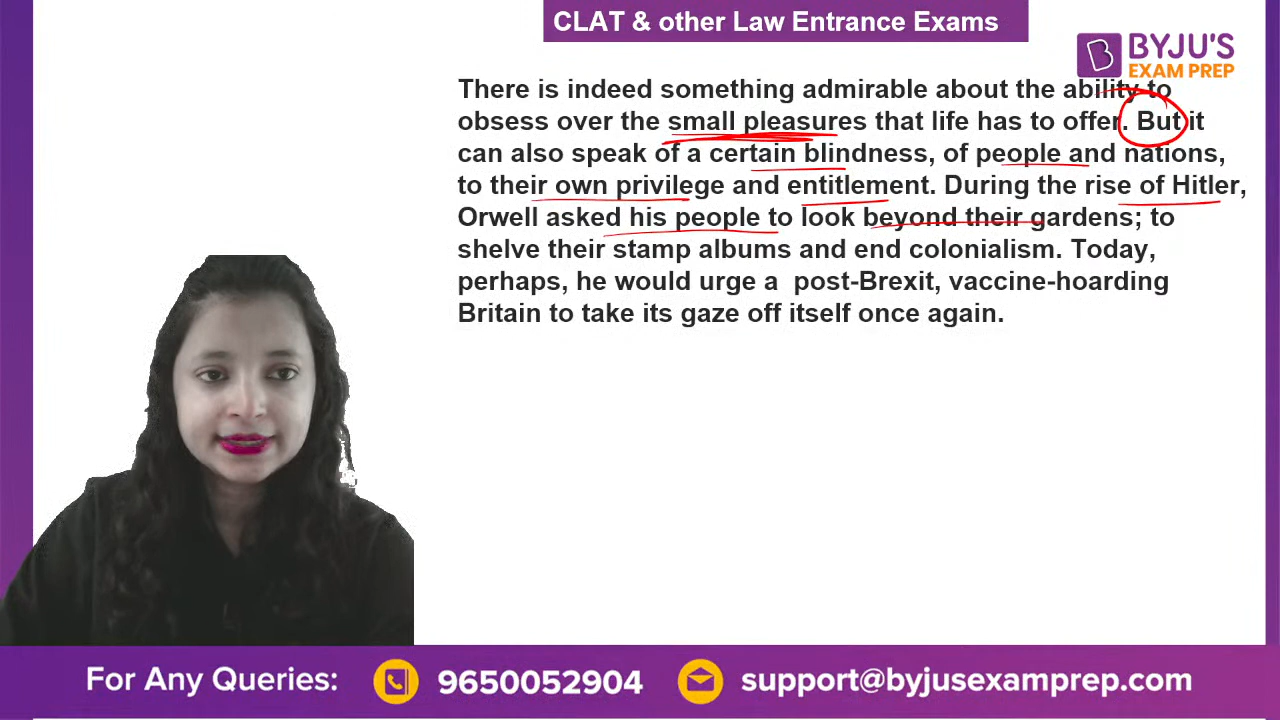 CLAT & other Law Entrance Exams
BYJU'S
EXAM PREP
There is indeed something admirable about the ability to
obsess over the small pleasures that life has to offer. But it
can also speak of a certain blindness, of people and nations,
to their own privilege and entitlement. During the rise of Hitler,
Orwell asked his people to look beyond their gardens; to
shelve their stamp albums and end colonialism. Today,
perhaps, he would urge a  post-Brexit, vaccine-hoarding
Britain to take its gaze off itself once again.
For Any Queries: 9650052904 support@byjusexamprep.com